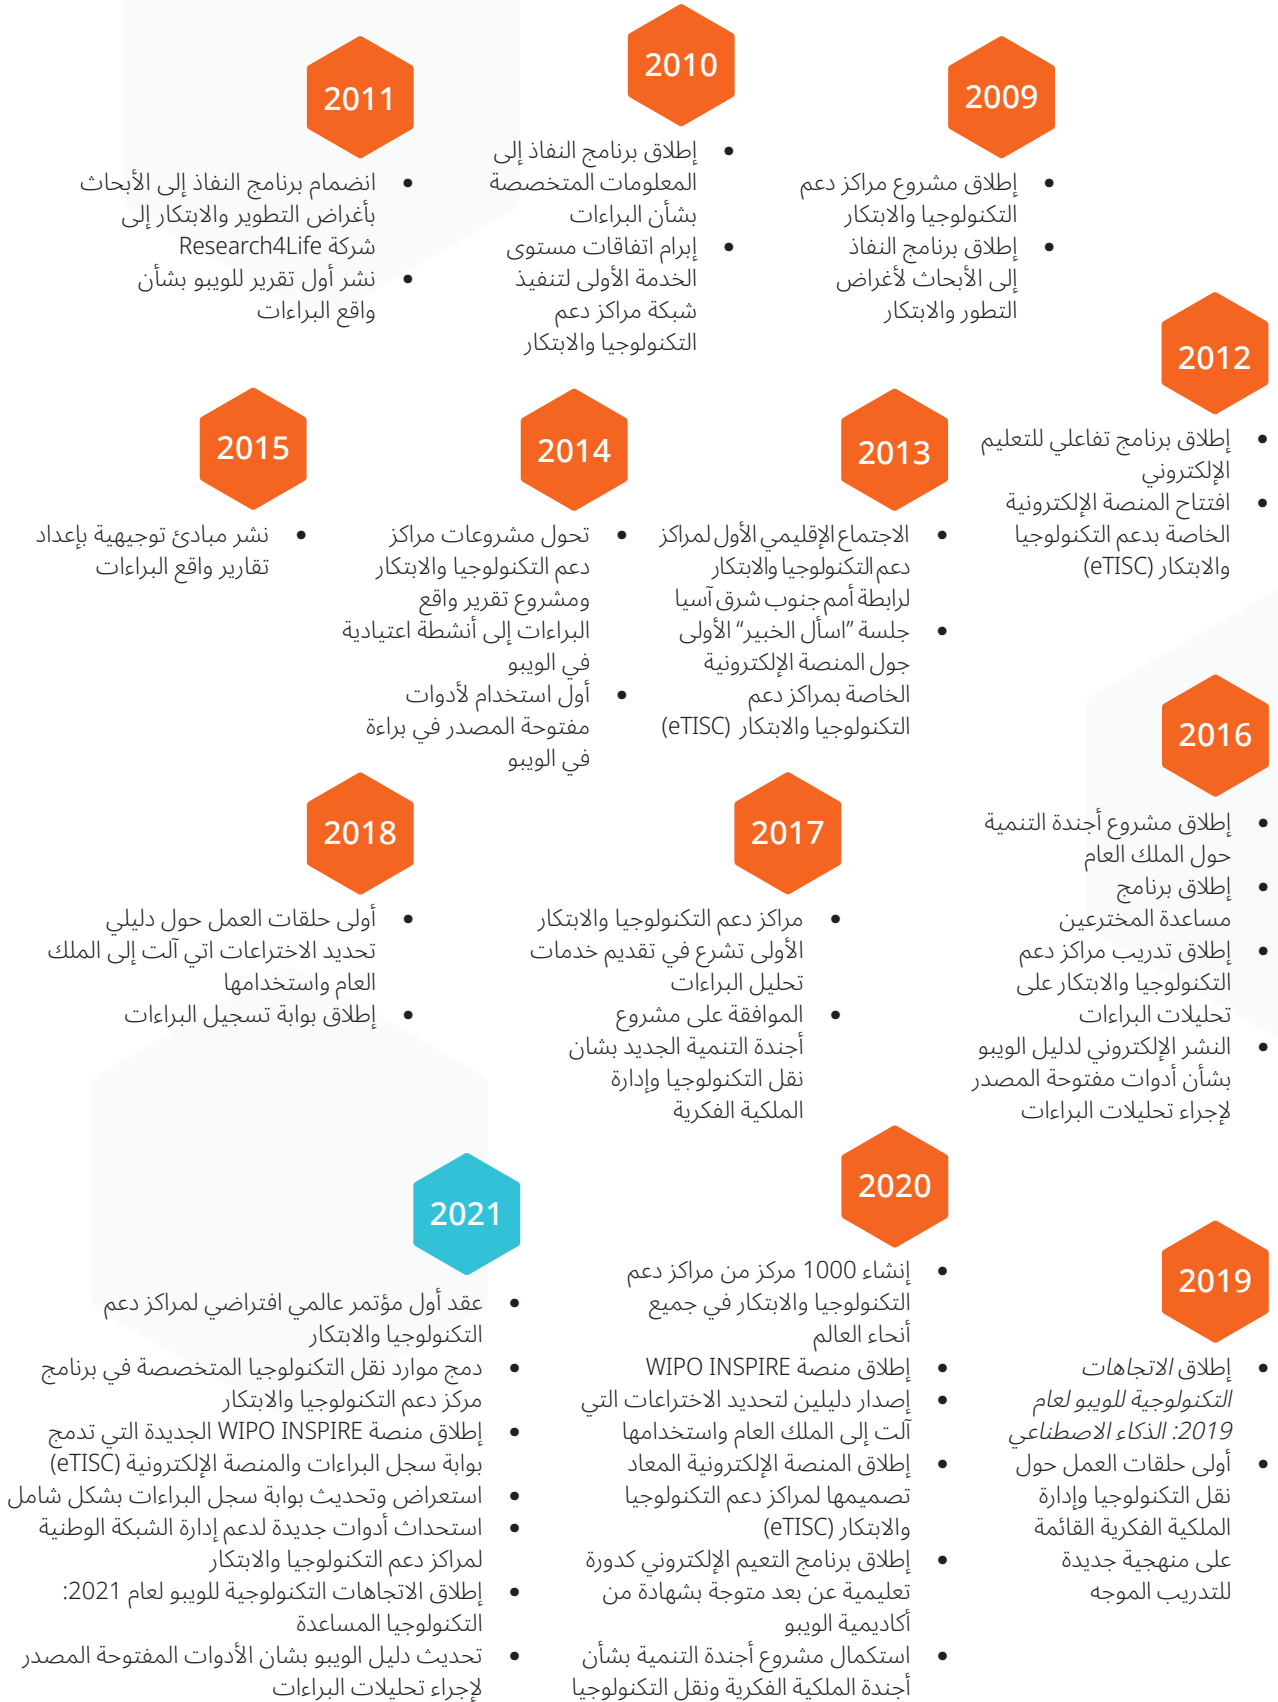 2009
إطلاق مشروع مراكز دعم
التكنولوجيا والابتكار
إطلاق برنامج النفاذ
إلى الأبحاث لأغراض
التطور والابتكار
2010
إطلاق برنامج النفاذ إلى
المعلومات المتخصصة
بشأن البراءات
إبرام اتفاقات مستوى
الخدمة الأولى لتنفيذ
شبكة مراكز دعم
التكنولوجيا والابتكار
2011
انضمام برنامج النفاذ إلى الأبحاث
بأغراض التطوير والابتكار إلى
شركة Research4Life
نشر أول تقرير للويبو بشأن
واقع البراءات
2012
إطلاق برنامج تفاعلي للتعليم
الإلكتروني
افتتاح المنصة الإلكترونية
الخاصة بدعم التكنولوجيا
والابتكار (eTISC)
2013
الاجتماع الإقليمي الأول لمراكز
دعم التكنولوجيا والابتكار
لرابطة أمم جنوب شرق آسيا
جلسة "اسأل الخبير" الأولى
جول المنصة الإلكترونية
الخاصة بمراكز دعم
التكنولوجيا والابتكار (eTISC)
2014
تحول مشروعات مراكز
دعم التكنولوجيا والابتكار
ومشروع تقرير واقع
البراءات إلى أنشطة اعتيادية
في الويبو
أول استخدام لأدوات
مفتوحة المصدر في براءة
في الويبو
2015
نشر مبادئ توجيهية بإعداد
تقارير واقع البراءات
2016
إطلاق مشروع أجندة التنمية
حول الملك العام
إطلاق برنامج
مساعدة المخترعين
إطلاق تدريب مراكز دعم
التكنولوجيا والابتكار على
تحليلات البراءات
النشر الإلكتروني لدليل الويبو
بشأن أدوات مفتوحة المصدر
لإجراء تحليلات البراءات
2017
مراكز دعم التكنولوجيا والابتكار
الأولى تشرع في تقديم خدمات
تحليل البراءات
الموافقة على مشروع
أجندة التنمية الجديد بشان
نقل التكنولوجيا وإدارة
الملكية الفكرية
2018
أولى حلقات العمل حول دليلي
تحديد الاختراعات اتي آلت إلى الملك
العام واستخدامها
إطلاق بوابة تسجيل البراءات
2019
إطلاق الاتجاهات
التكنولوجية للويبو لعام
2019: الذكاء الاصطناعي
أولى حلقات العمل حول
نقل التكنولوجيا وإدارة
الملكية الفكرية القائمة
على منهجية جديدة
للتدريب الموجه
2020
إنشاء 1000 مركز من مراكز دعم
التكنولوجيا والابتكار في جميع
أنحاء العالم
إطلاق منصة WIPO INSPIRE
إصدار دليلين لتحديد الاختراعات التي
آلت إلى الملك العام واستخدامها
إطلاق المنصة الإلكترونية المعاد
تصميمها لمراكز دعم التكنولوجيا
والابتكار (eTISC)
إطلاق برنامج التعيم الإلكتروني كدورة
تعليمية عن بعد متوجة بشهادة من
أكاديمية الويبو
استكمال مشروع أجندة التنمية بشأن
أجندة الملكية الفكرية ونقل التكنولوجيا
2021
عقد أول مؤتمر عالمي افتراضي لمراكز دعم
التكنولوجيا والابتكار
دمج موارد نقل التكنولوجيا المتخصصة في برنامج
مركز دعم التكنولوجيا والابتكار
إطلاق منصة WIPO INSPIRE الجديدة التي تدمج
بوابة سجل البراءات والمنصة الإلكترونية (eTISC)
استعراض وتحديث بوابة سجل البراءات بشكل شامل
استحداث أدوات جديدة لدعم إدارة الشبكة الوطنية
لمراكز دعم التكنولوجيا والابتكار
إطلاق الاتجاهات التكنولوجية للويبو لعام 2021:
التكنولوجيا المساعدة
تحديث دليل الويبو بشان الأدوات المفتوحة المصدر
لإجراء تحليلات البراءات